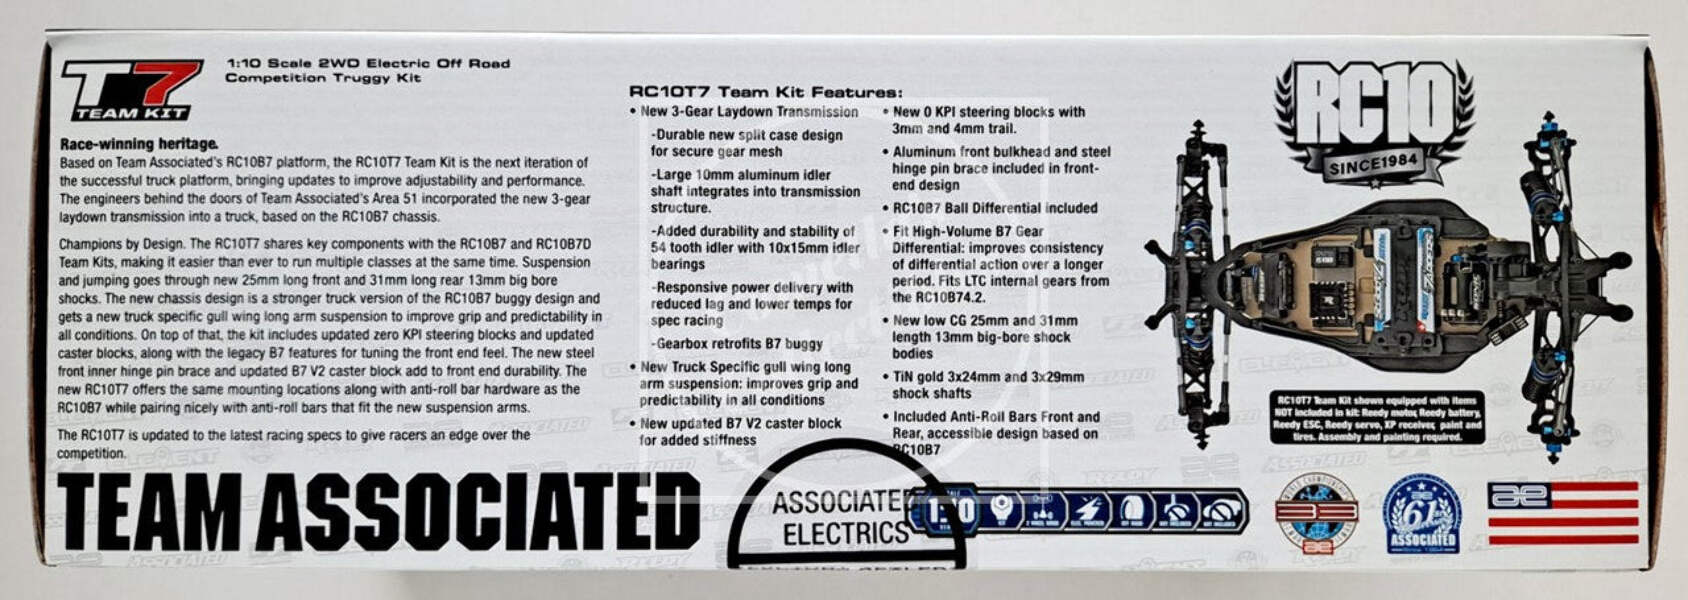 T7
TEAM KIT
1:10 Scale 2WD Electric Off Road
Competition Truggy Kit
Race-winning heritage.
Based on Team Associated's RC10B7 platform, the RC10T7 Team Kit is the next iteration of
the successful truck platform, bringing updates to improve adjustability and performance.
The engineers behind the doors of Team Associated's Area 51 incorporated the new 3-gear
laydown transmission into a truck, based on the RC10B7 chassis.
Champions by Design. The RC10T7 shares key components with the RC10B7 and RC10B7D
Team Kits, making it easier than ever to run multiple classes at the same time. Suspension
and jumping goes through new 25mm long front and 31mm long rear 13mm big bore
shocks. The new chassis design is a stronger truck version of the RC10B7 buggy design and
gets a new truck specific gull wing long arm suspension to improve grip and predictability in
all conditions. On top of that, the kit includes updated zero KPI steering blocks and updated
caster blocks, along with the legacy B7 features for tuning the front end feel. The new steel
front inner hinge pin brace and updated B7 V2 caster block add to front end durability. The
new RC10T7 offers the same mounting locations along with anti-roll bar hardware as the
RC10B7 while pairing nicely with anti-roll bars that fit the new suspension arms.
The RC10T7 is updated to the latest racing specs to give racers an edge over the
competition.
RC10T7 Team Kit Features:
• New 3-Gear Laydown Transmission
-Durable new split case design
for secure gear mesh
-Large 10mm aluminum idler
shaft integrates into transmission
structure.
-Added durability and stability of
54 tooth idler with 10x15mm idler
bearings
-Responsive power delivery with
reduced lag and lower temps for
spec racing
-Gearbox retrofits B7 buggy
• New Truck Specific gull wing long
arm suspension: improves grip and
predictability in all conditions
• New updated B7 V2 caster block
for added stiffness
• New 0 KPI steering blocks with
3mm and 4mm trail.
• Aluminum front bulkhead and steel
hinge pin brace included in front-
end design
• RC10B7 Ball Differential included
• Fit High-Volume B7 Gear
Differential: improves consistency
of differential action over a longer
period. Fits LTC internal gears from
the RC10B74.2.
• New low CG 25mm and 31mm
length 13mm big-bore shock
bodies
• TiN gold 3x24mm and 3x29mm
shock shafts
• Included Anti-Roll Bars Front and
Rear, accessible design based on
RC10B7
RC10
SINCE 1984
RC10T7 Team Kit shown equipped with items
NOT included in kit: Reedy motor, Reedy battery,
Reedy ESC, Reedy servo, XP receiver, paint and
tires. Assembly and painting required.
TEAM ASSOCIATED
ASSOCIATED
ELECTRICS
1:10
33
61
ASSOCIATED